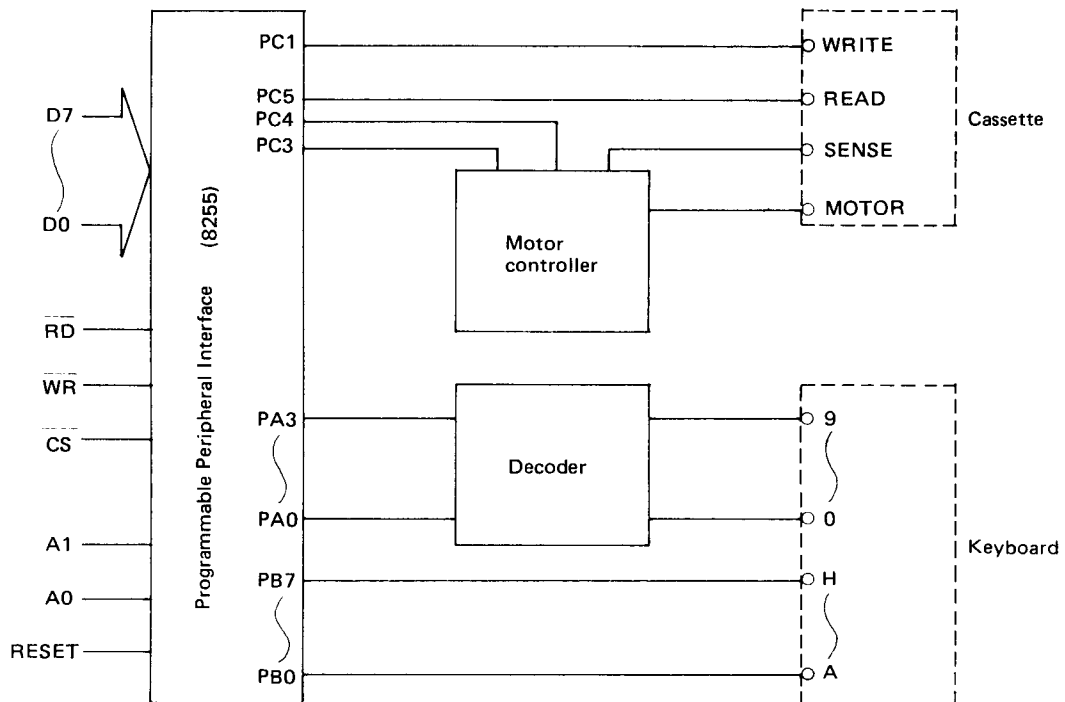 PC1
WRITE
PC5
READ
PC4
PC3
SENSE
MOTOR
Cassette
D7
D0
Motor
controller
Programmable Peripheral Interface (8255)
RD
WR
CS
A1
A0
RESET
PA3
PA0
PB7
PB0
Decoder
9
0
H
A
Keyboard